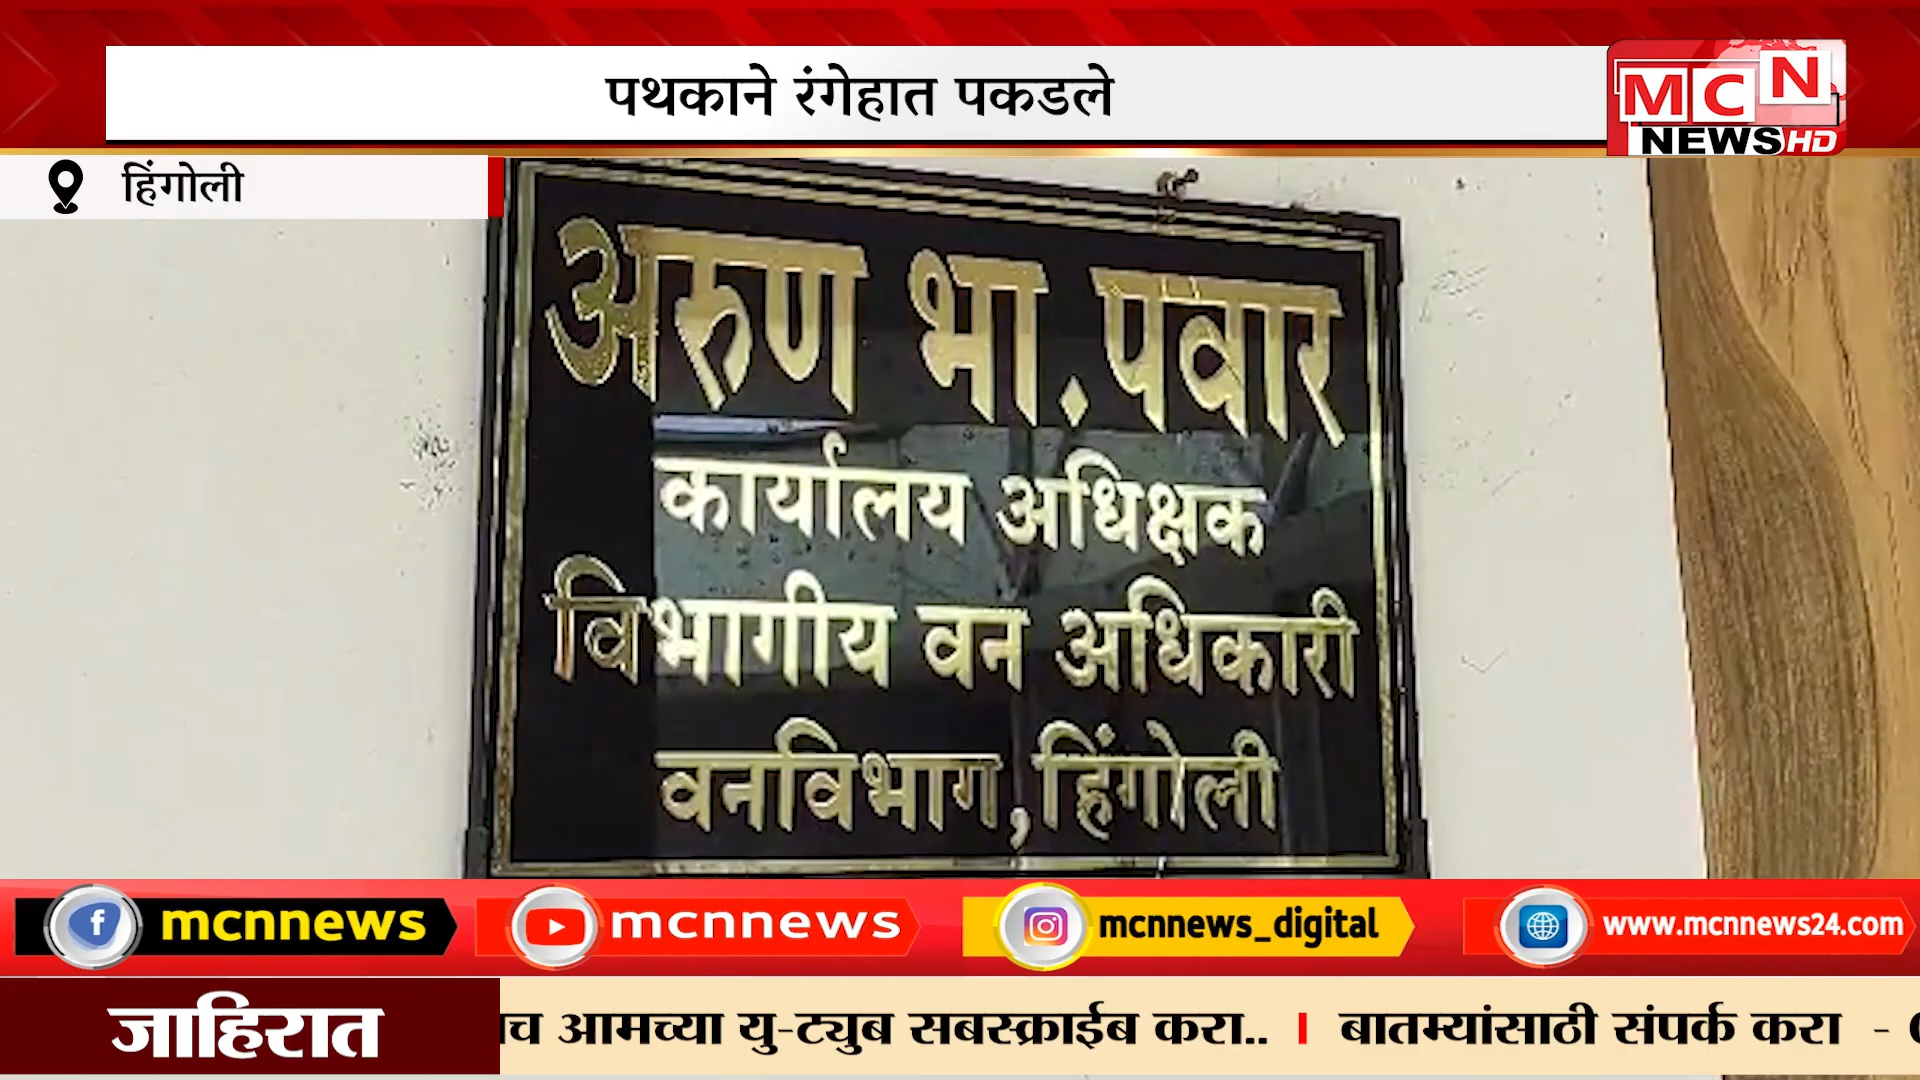 पथकाने रंगेहात पकडले
MCN
NEWS HD
हिंगोली
अरुण भा. पवार
कार्यालय अधिक्षक
विभागीय वन अधिकारी
वनविभाग, हिंगोली
mcnnews
mcnnews
mcnnews_digital
www.mcnnews24.com
जाहिरात
आमच्या यु-ट्युब सबस्क्राईब करा.. | बातम्यांसाठी संपर्क करा -